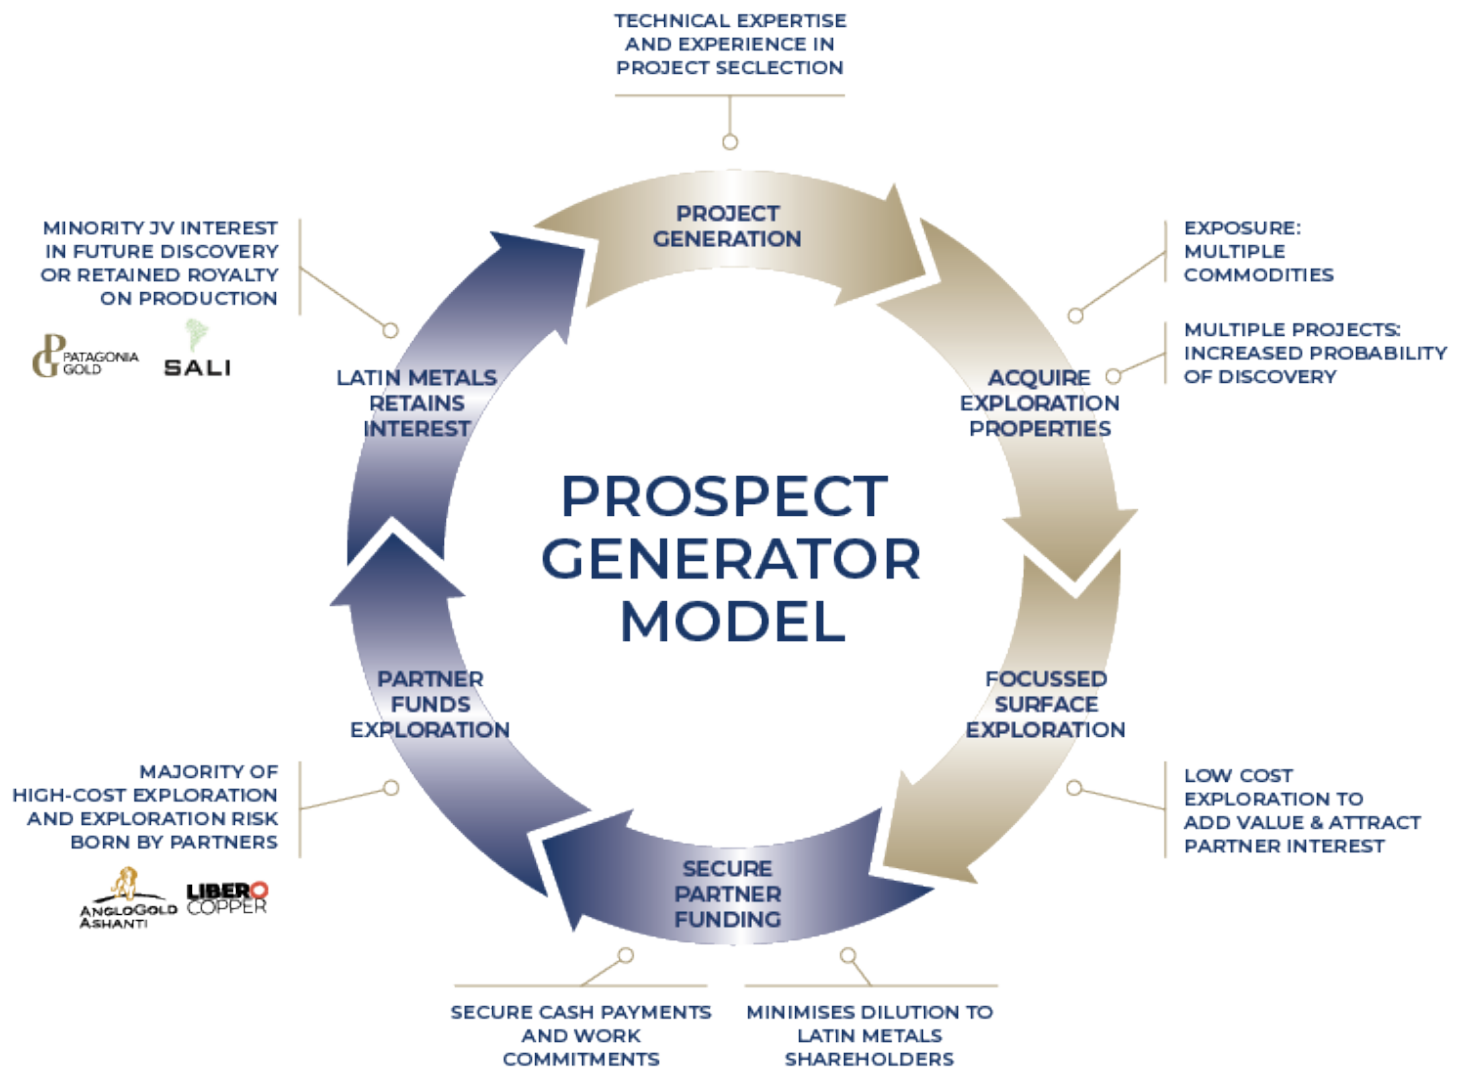 TECHNICAL EXPERTISE
AND EXPERIENCE IN
PROJECT SECLECTION
PROJECT
GENERATION
EXPOSURE:
MULTIPLE
COMMODITIES
MULTIPLE PROJECTS:
INCREASED PROBABILITY
OF DISCOVERY
ACQUIRE
EXPLORATION
PROPERTIES
MINORITY JV INTEREST
IN FUTURE DISCOVERY
OR RETAINED ROYALTY
ON PRODUCTION
PATAGONIA
GOLD
SALI
LATIN METALS
RETAINS
INTEREST
PROSPECT
GENERATOR
MODEL
PARTNER
FUNDS
EXPLORATION
FOCUSSED
SURFACE
EXPLORATION
MAJORITY OF
HIGH-COST EXPLORATION
AND EXPLORATION RISK
BORN BY PARTNERS
ANGLOGOLD
ASHANTI
LIBERO
COPPER
LOW COST
EXPLORATION TO
ADD VALUE & ATTRACT
PARTNER INTEREST
SECURE
PARTNER
FUNDING
SECURE CASH PAYMENTS
AND WORK
COMMITMENTS
MINIMISES DILUTION TO
LATIN METALS
SHAREHOLDERS